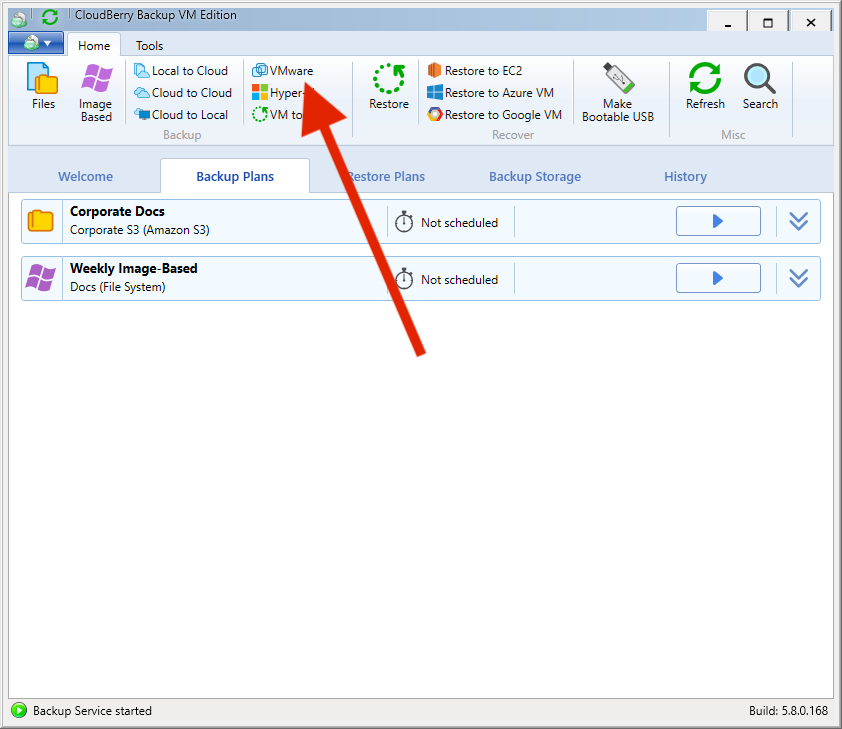 CloudBerry Backup VM Edition
Home
Tools
Files
Image
Based
Local to Cloud
Cloud to Cloud
Cloud to Local
Backup
VMware
Hyper-
VM to
Restore
Restore to EC2
Restore to Azure VM
Restore to Google VM
Recover
Make
Bootable USB
Refresh
Search
Misc
Welcome
Backup Plans
estore Plans
Backup Storage
History
Corporate Docs
Corporate S3 (Amazon S3)
Not scheduled
Weekly Image-Based
Docs (File System)
Not scheduled
Backup Service started
Build: 5.8.0.168